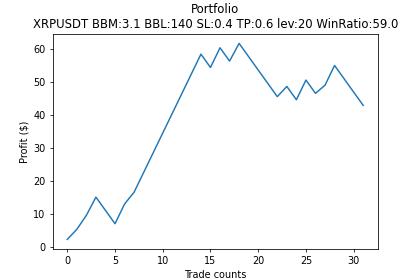 Portfolio
XRPUSDT BBM:3.1 BBL:140 SL:0.4 TP:0.6 lev:20 WinRatio:59.0
Profit ($)
60
50
40
30
20
10
0
0 5 10 15 20 25 30
Trade counts